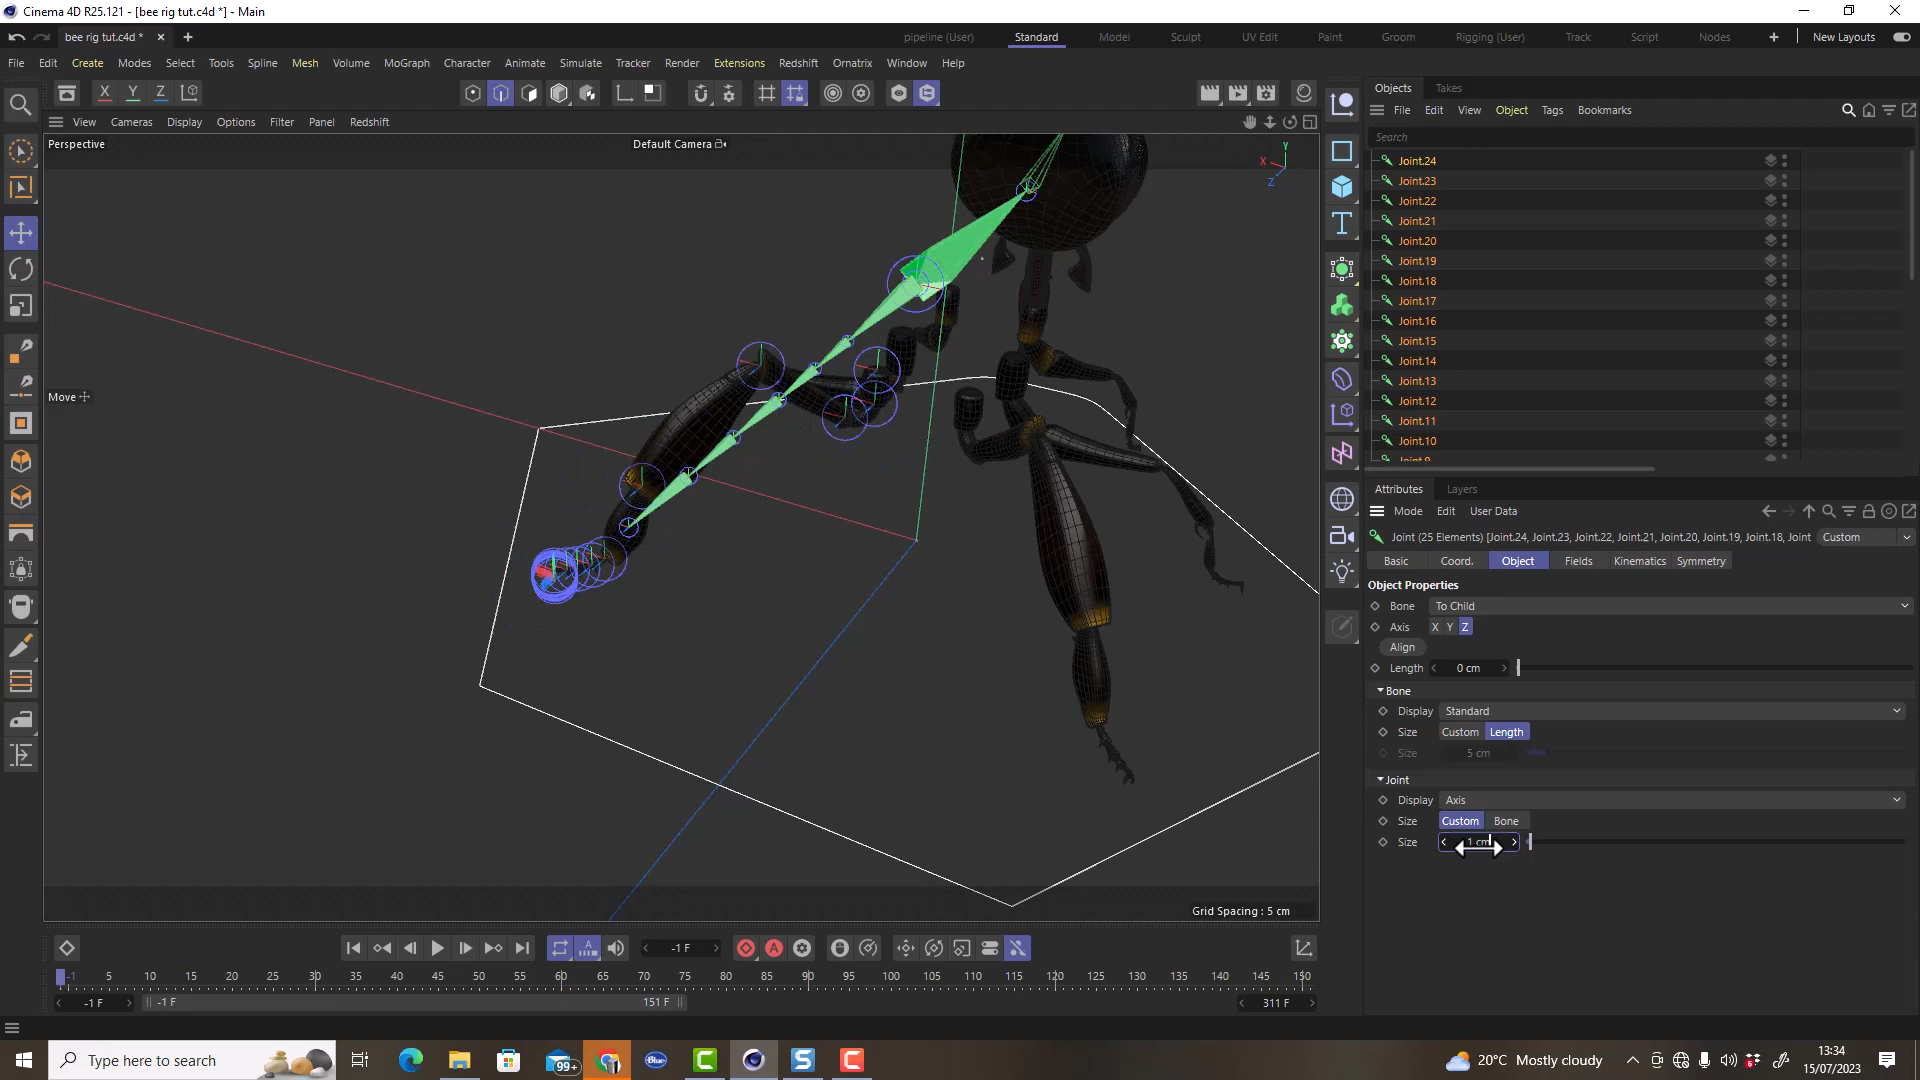 Cinema 4D R25.121 - [bee rig tut.c4d *] - Main
bee rig tut.c4d *
pipeline (User) Standard Model Sculpt UV Edit Paint Groom Rigging (User) Track Script Nodes New Layouts
File Edit Create Modes Select Tools Spline Mesh Volume MoGraph Character Animate Simulate Tracker Render Extensions Redshift Ornatrix Window Help
X Y Z
View Cameras Display Options Filter Panel Redshift
Perspective
Default Camera
Y
X
Z
Move
Grid Spacing : 5 cm
Objects Takes
File Edit View Object Tags Bookmarks
Search
Joint.24
Joint.23
Joint.22
Joint.21
Joint.20
Joint.19
Joint.18
Joint.17
Joint.16
Joint.15
Joint.14
Joint.13
Joint.12
Joint.11
Joint.10
Attributes Layers
Mode Edit User Data
Joint (25 Elements) [Joint.24, Joint.23, Joint.22, Joint.21, Joint.20, Joint.19, Joint.18, Joint.17, Joint.16, Joint.15, Joint Custom
Basic Coord. Object Fields Kinematics Symmetry
Object Properties
Bone To Child
Axis X Y Z
Align
Length 0 cm
Bone
Display Standard
Size Custom Length
Size 5 cm
Joint
Display Axis
Size Custom Bone
Size 1 cm
-1 F
-1 5 10 15 20 25 30 35 40 45 50 55 60 65 70 75 80 85 90 95 100 105 110 115 120 125 130 135 140 145 150
-1 F -1 F 151 F 311 F
Type here to search
99+
20°C Mostly cloudy
13:34
15/07/2023